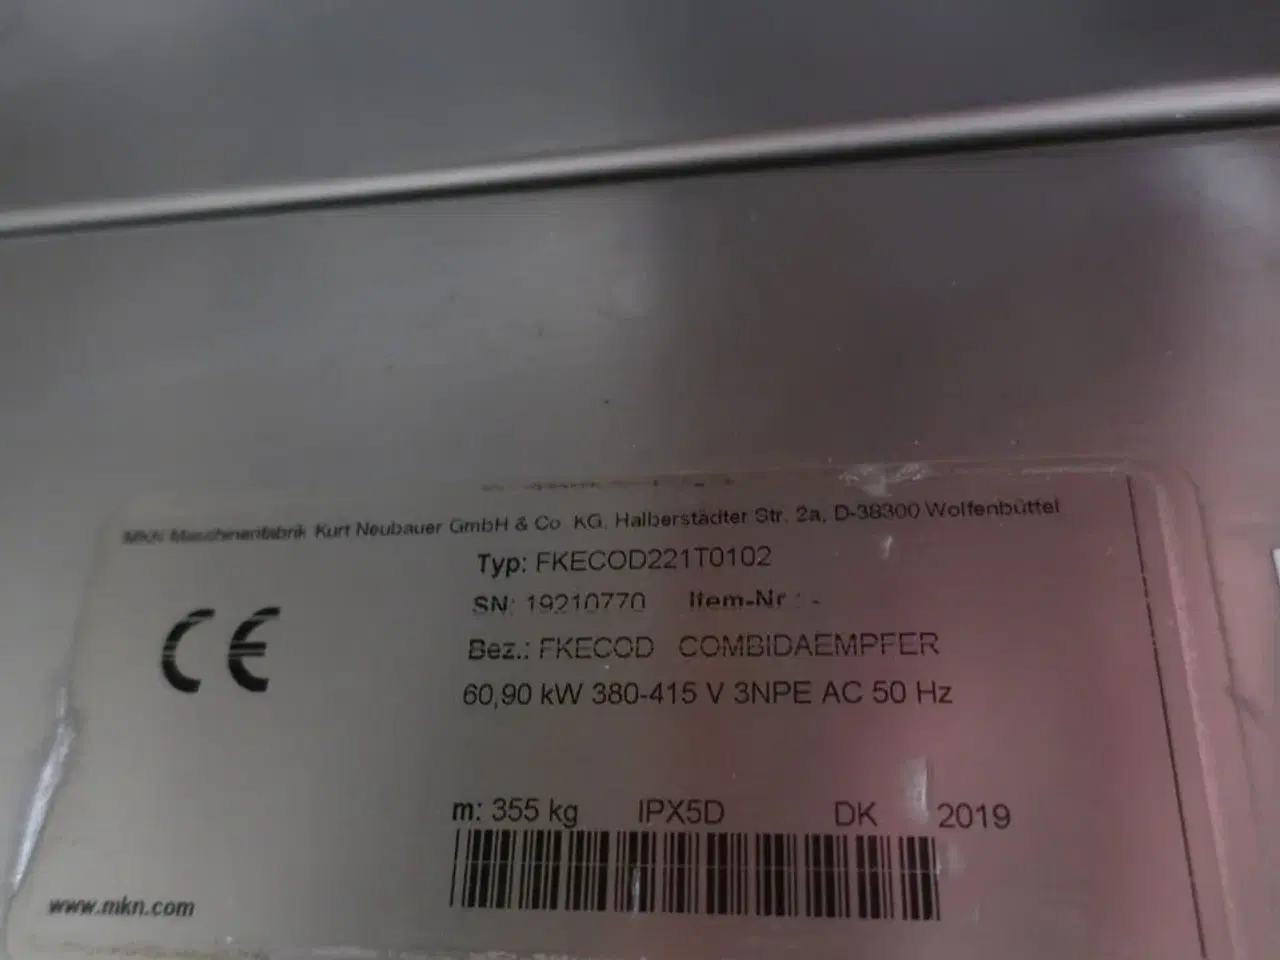 MKN Maschinenfabrik Kurt Neubauer GmbH & Co KG, Halberstädter Str. 2a, D-38300 Wolfenbüttel
Typ: FKECOD221T0102
SN: 19210770 Item-Nr : -
Bez.: FKECOD COMBIDAEMPFER
CE
60,90 kW 380-415 V 3NPE AC 50 Hz
m: 355 kg IPX5D DK 2019
www.mkn.com